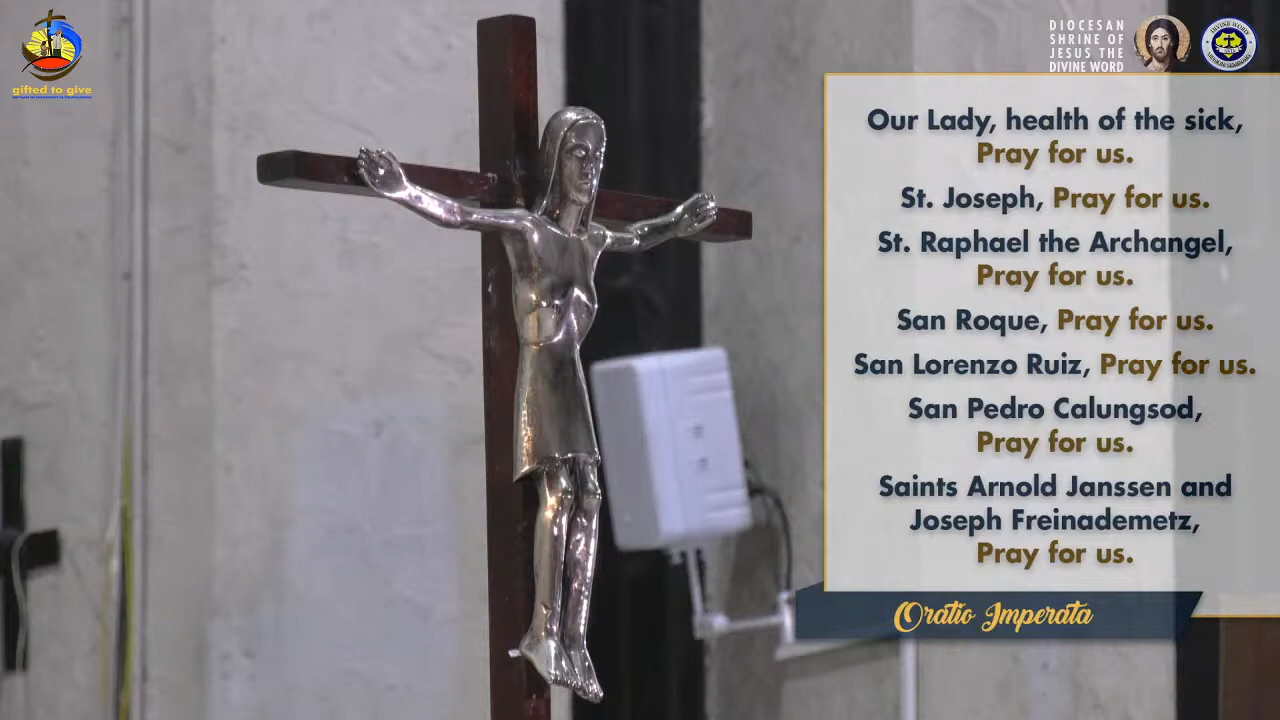 gifted to give
DIOCESAN
SHRINE OF
JESUS THE
DIVINE WORD
Our Lady, health of the sick,
Pray for us.
St. Joseph, Pray for us.
St. Raphael the Archangel,
Pray for us.
San Roque, Pray for us.
San Lorenzo Ruiz, Pray for us.
San Pedro Calungsod,
Pray for us.
Saints Arnold Janssen and
Joseph Freinademetz,
Pray for us.
Oratio Imperata